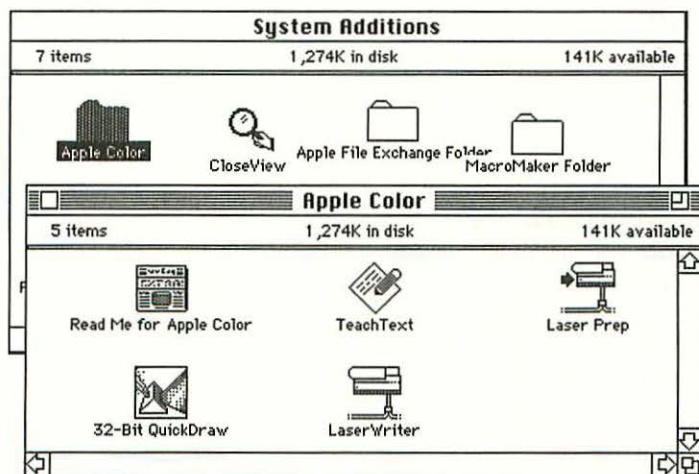 System Additions
7 items 1,274K in disk 141K available
Apple Color
CloseView
Apple File Exchange Folder
MacroMaker Folder
Apple Color
5 items 1,274K in disk 141K available
Read Me for Apple Color
TeachText
Laser Prep
32-Bit QuickDraw
LaserWriter